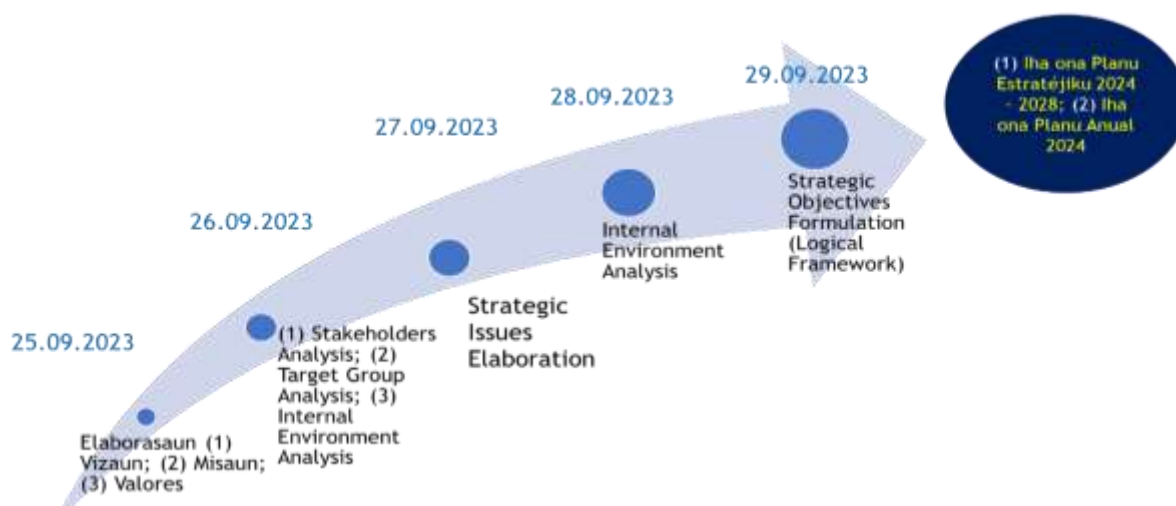 25.09.2023
Elaborasaun (1)
Vizaun; (2) Misaun;
(3) Valores
26.09.2023
(1) Stakeholders
Analysis; (2)
Target Group
Analysis; (3)
Internal
Environment
Analysis
27.09.2023
Strategic
Issues
Elaboration
28.09.2023
Internal
Environment
Analysis
29.09.2023
Strategic
Objectives
Formulation
(Logical
Framework)
(1) Iha ona Planu
Estratéjiku 2024
- 2028; (2) Iha
ona Planu Anual
2024